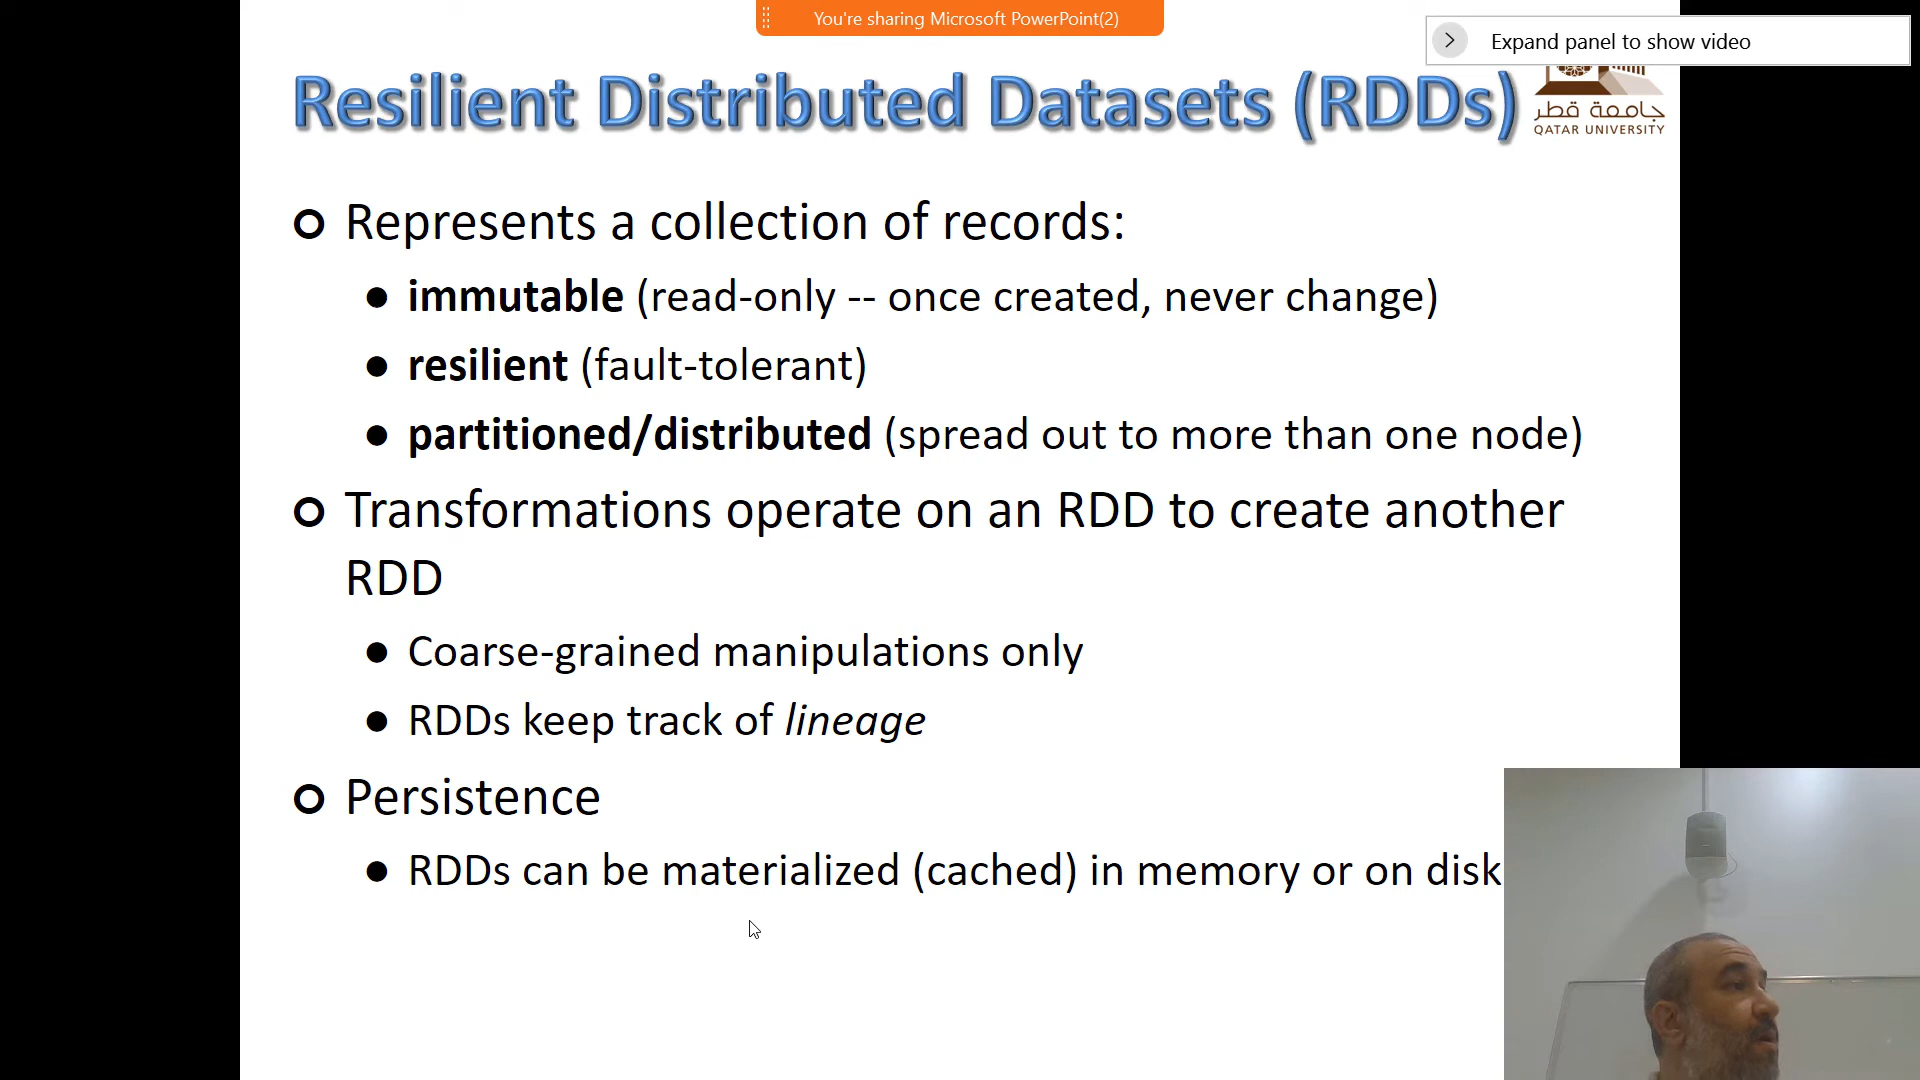 You're sharing Microsoft PowerPoint(2)
Expand panel to show video
Resilient Distributed Datasets (RDDs)
جامعة قطر
QATAR UNIVERSITY
Represents a collection of records:
immutable (read-only -- once created, never change)
resilient (fault-tolerant)
partitioned/distributed (spread out to more than one node)
Transformations operate on an RDD to create another
RDD
Coarse-grained manipulations only
RDDs keep track of lineage
Persistence
RDDs can be materialized (cached) in memory or on disk